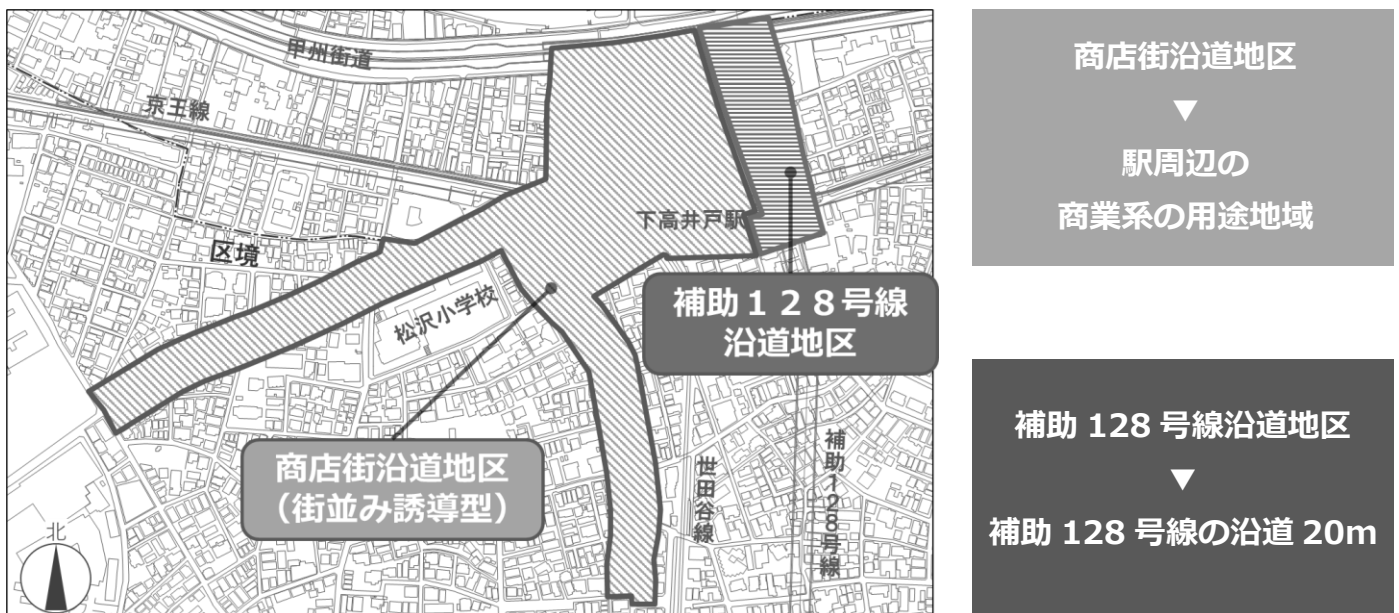 甲州街道
京王線
区境
下高井戸駅
松沢小学校
補助１２８号線
沿道地区
商店街沿道地区
（街並み誘導型）
世田谷線
補助１２８号線
北
商店街沿道地区
▼
駅周辺の
商業系の用途地域
補助 128 号線沿道地区
▼
補助 128 号線の沿道 20m